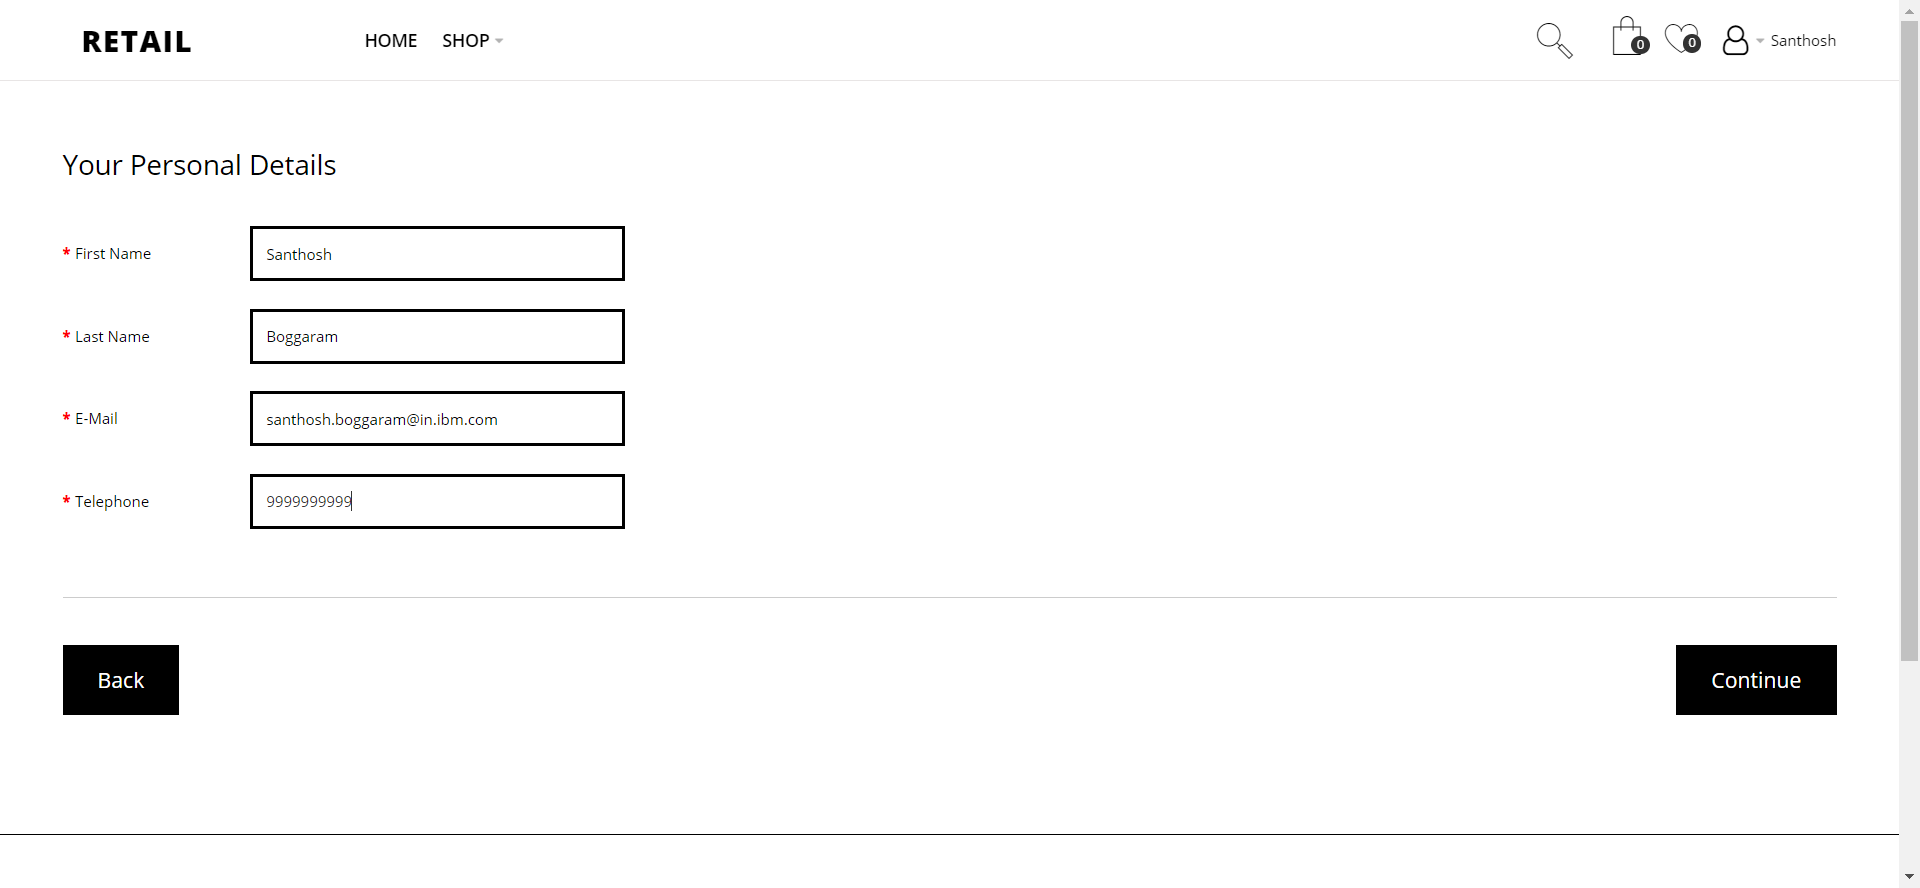 RETAIL
HOME SHOP
0 0 Santhosh
Your Personal Details
* First Name Santhosh
* Last Name Boggaram
* E-Mail santhosh.boggaram@in.ibm.com
* Telephone 9999999999
Back Continue